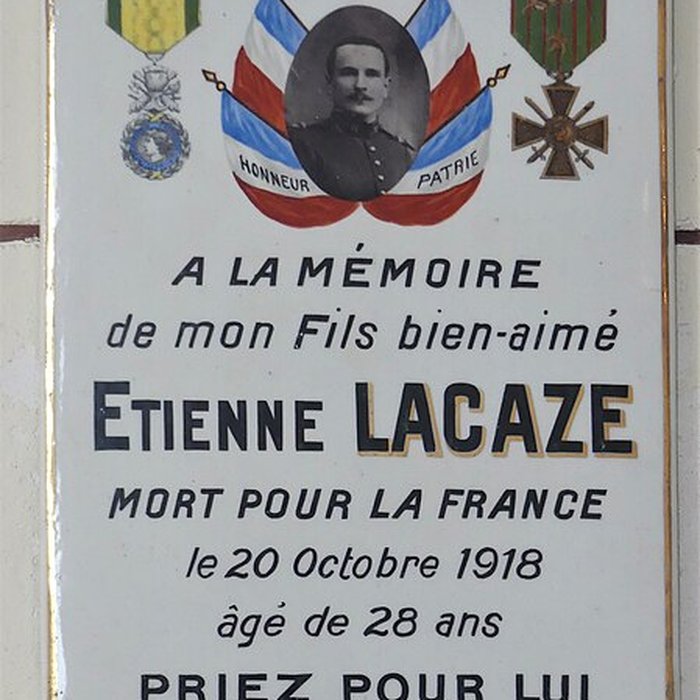 HONNEUR PATRIE
A LA MÉMOIRE
de mon Fils bien-aimé
ETIENNE LACAZE
MORT POUR LA FRANCE
le 20 Octobre 1918
âgé de 28 ans
PRIEZ POUR LUI